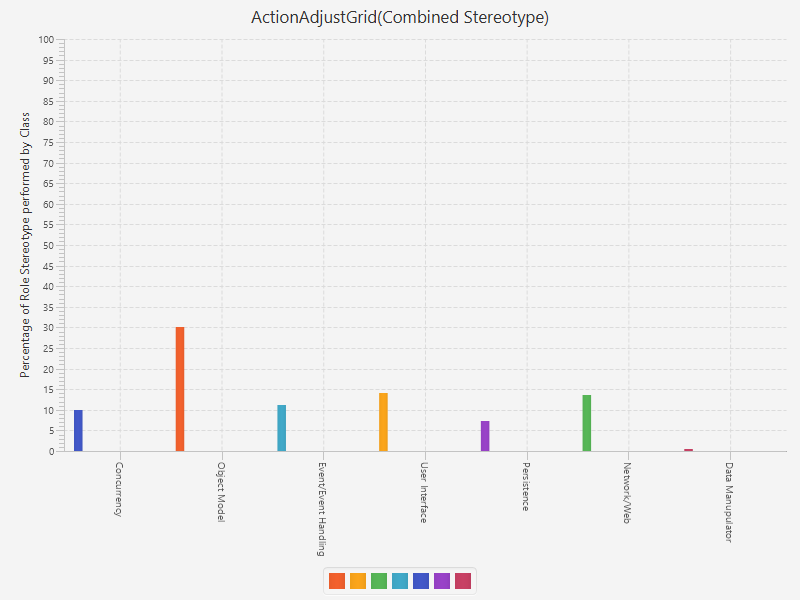 ActionAdjustGrid(Combined Stereotype)
Percentage of Role Stereotype performed by Class
100
95
90
85
80
75
70
65
60
55
50
45
40
35
30
25
20
15
10
5
0
Concurrency
Object Model
Event/Event Handling
User Interface
Persistence
Network/Web
Data Manupulator